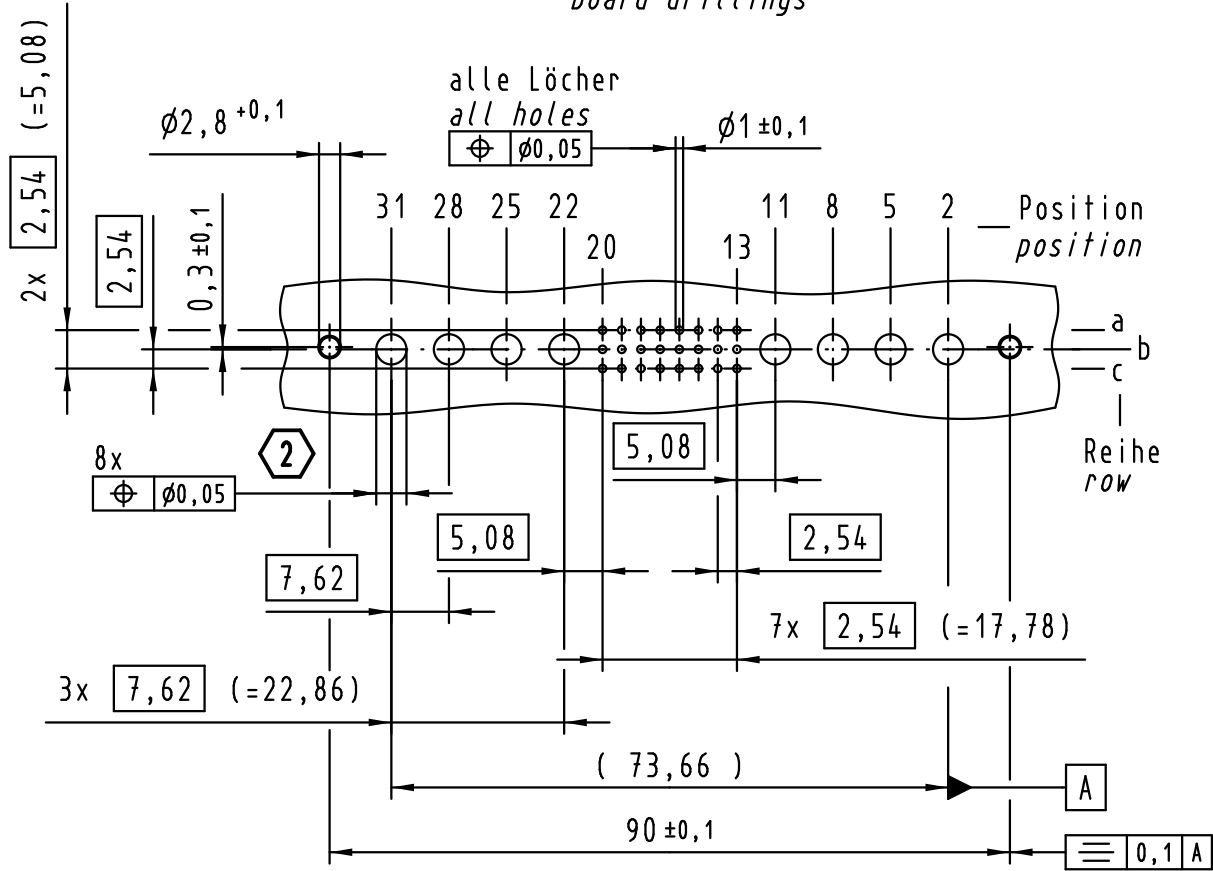 board drillings
2x 2,54 (=5,08)
2,54
0,3 ±0,1
Ø2,8 +0,1
alle Löcher
all holes
⌖ Ø0,05
Ø1 ±0,1
31 28 25 22
20
13
11 8 5 2
Position
position
a
b
c
Reihe
row
2
8x
⌖ Ø0,05
5,08
5,08
2,54
7,62
7x 2,54 (=17,78)
3x 7,62 (=22,86)
( 73,66 )
A
90 ±0,1
⌯ 0,1 A